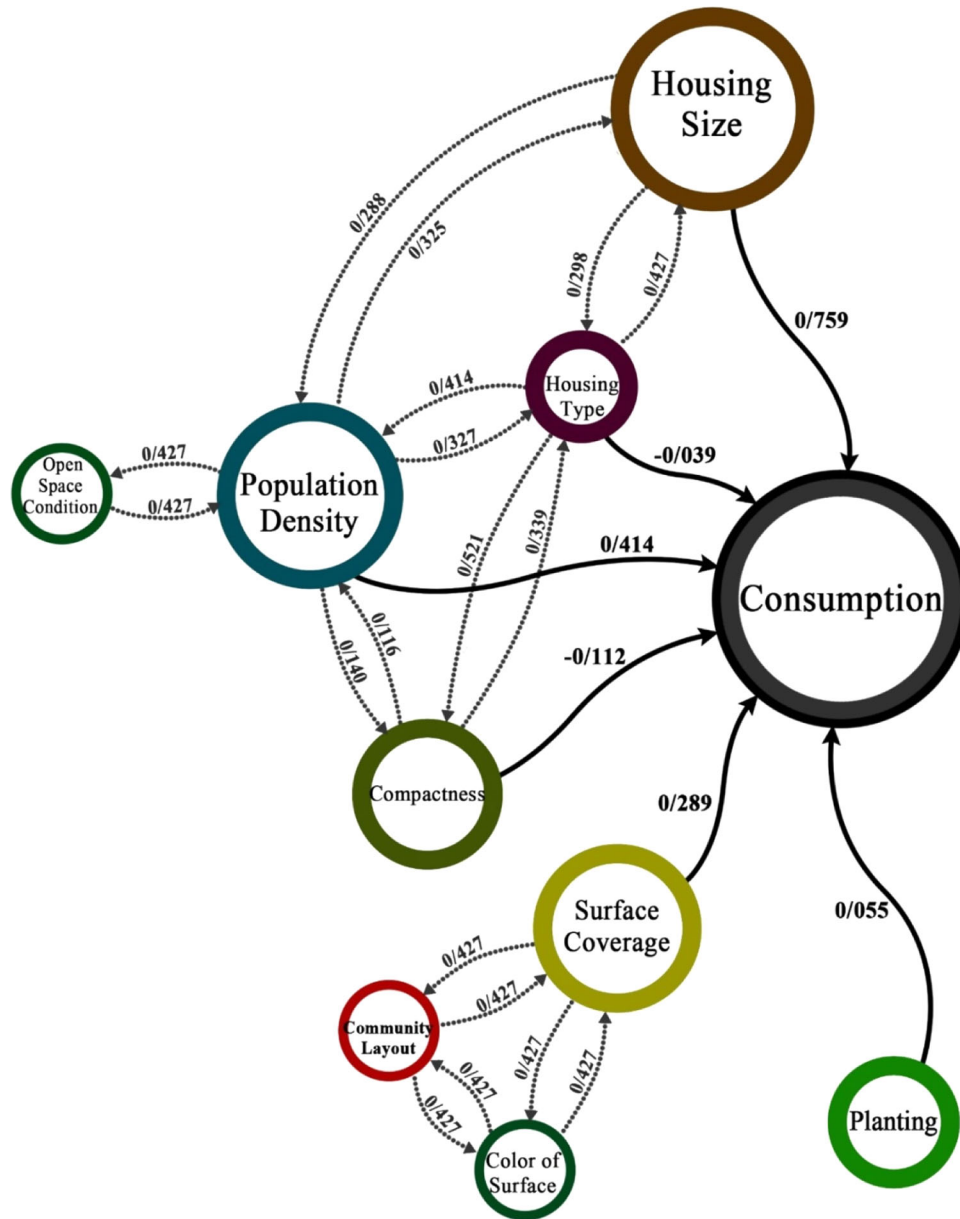 Housing
Size
0/288
0/325
0/298
0/427
0/759
Housing
Type
0/414
0/327
-0/039
0/427
0/427
Open
Space
Condition
Population
Density
0/521
0/339
0/414
Consumption
0/116
0/140
-0/112
Compactness
0/289
Surface
Coverage
0/055
0/427
0/427
Community
Layout
0/427
0/427
0/427
0/427
Color of
Surface
Planting